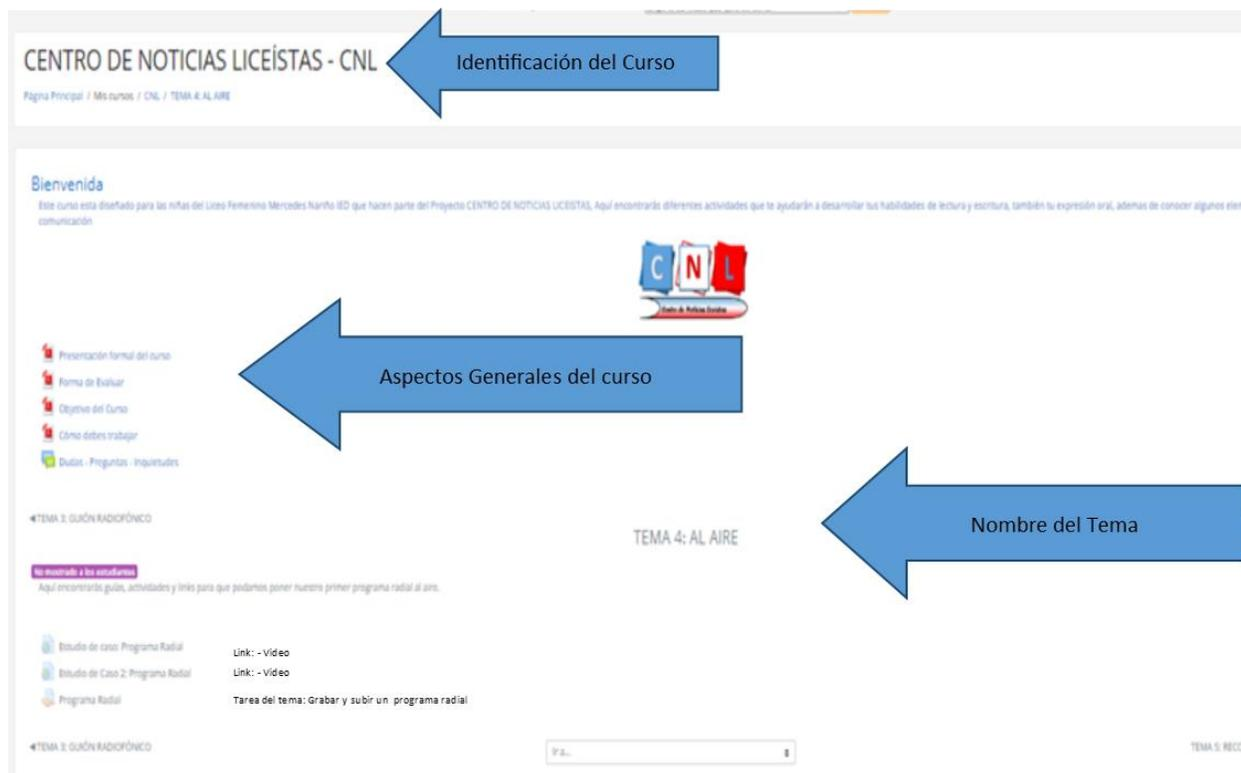 CENTRO DE NOTICIAS LICEÍSTAS - CNL
Identificación del Curso
Página Principal / Mis cursos / CNL / TEMA 4: AL AIRE
Bienvenida
Este curso esta diseñado para las niñas del Liceo Femenino Mercedes Nariño IED que hacen parte del Proyecto CENTRO DE NOTICIAS LICEISTAS, Aquí encontrarás diferentes actividades que te ayudarán a desarrollar tus habilidades de lectura y escritura, también tu expresión oral, ademas de conocer algunos
comunicación
C N L
Centro de Noticias Liceístas
Presentación formal del curso
Forma de Evaluar
Objetivo del Curso
Cómo debes trabajar
Dudas - Preguntas - Inquietudes
Aspectos Generales del curso
◄TEMA 3: GUIÓN RADIOFÓNICO
TEMA 4: AL AIRE
Nombre del Tema
No mostrado a los estudiantes
Aquí encontrarás guías, actividades y links para que podamos poner nuestro primer programa radial al aire.
Estudio de caso: Programa Radial Link: - Video
Estudio de Caso 2: Programa Radial Link: - Video
Programa Radial Tarea del tema: Grabar y subir un programa radial
◄TEMA 3: GUIÓN RADIOFÓNICO Ir a... TEMA 5: